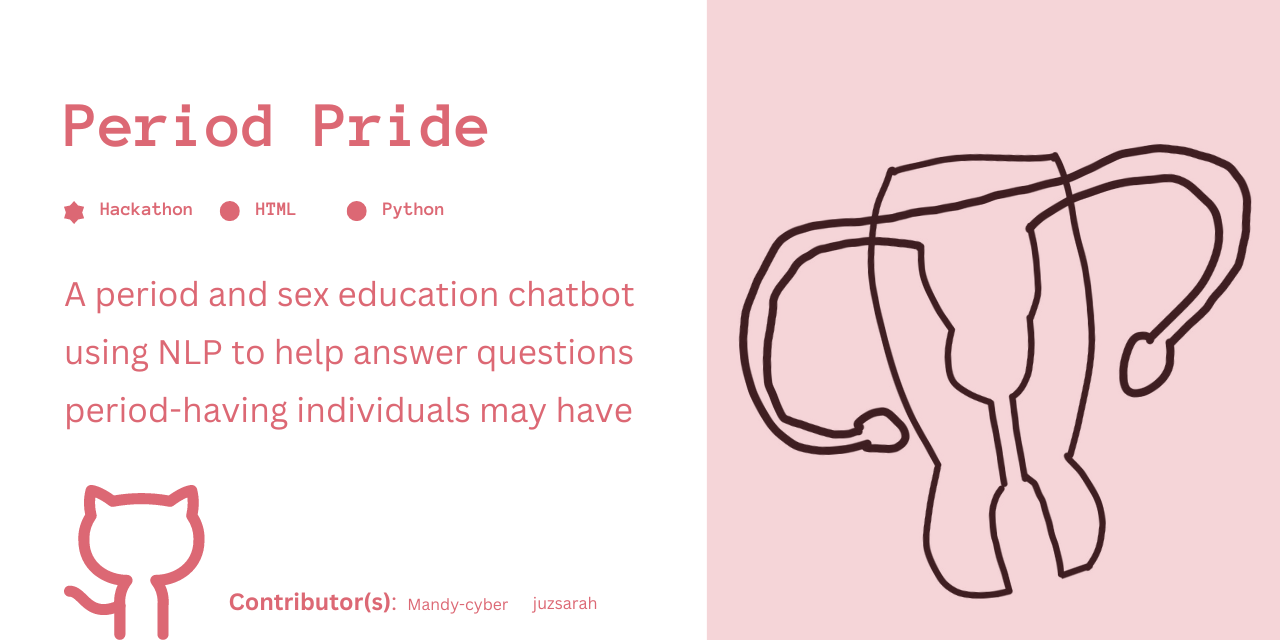 Period Pride
Hackathon HTML Python
A period and sex education chatbot
using NLP to help answer questions
period-having individuals may have
Contributor(s): Mandy-cyber juzsarah